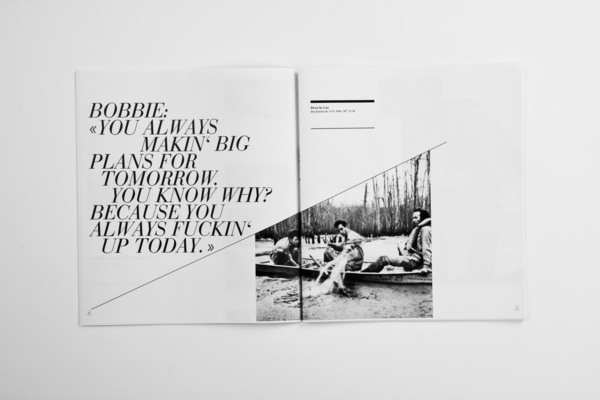 BOBBIE:
«YOU ALWAYS
MAKIN‘ BIG
PLANS FOR
TOMORROW.
YOU KNOW WHY?
BECAUSE YOU
ALWAYS FUCKIN‘
UP TODAY.»
Down by Law